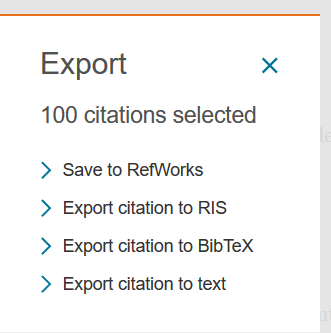 Export
100 citations selected
Save to RefWorks
Export citation to RIS
Export citation to BibTeX
Export citation to text